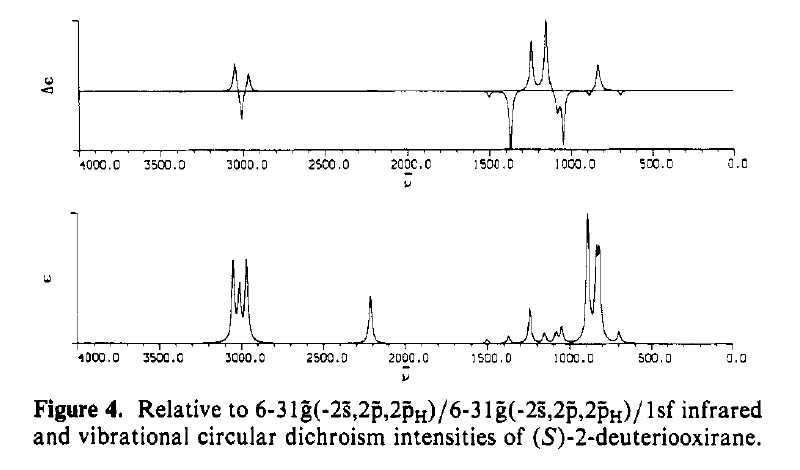 Δε
4000.0 3500.0 3000.0 2500.0 2000.0 1500.0 1000.0 500.0 0.0
ν̄
ε
4000.0 3500.0 3000.0 2500.0 2000.0 1500.0 1000.0 500.0 0.0
ν̄
Figure 4. Relative to 6-31g̃(-2s̃,2p̃,2p̃H)/6-31g̃(-2s̃,2p̃,2p̃H)/1sf infrared
and vibrational circular dichroism intensities of (S)-2-deuteriooxirane.